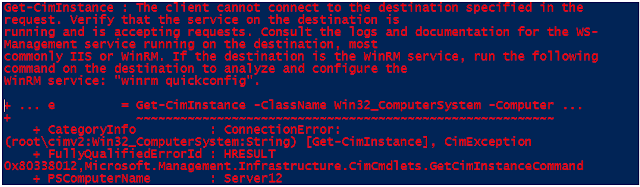 Get-CimInstance : The client cannot connect to the destination specified in the
request. Verify that the service on the destination is
running and is accepting requests. Consult the logs and documentation for the WS-
Management service running on the destination, most
commonly IIS or WinRM. If the destination is the WinRM service, run the following
command on the destination to analyze and configure the
WinRM service: "winrm quickconfig".
+ ... e         = Get-CimInstance -ClassName Win32_ComputerSystem -Computer ...
+                 ~~~~~~~~~~~~~~~~~~~~~~~~~~~~~~~~~~~~~~~~~~~~~~~~~~~~~~~~~
    + CategoryInfo          : ConnectionError:
(root\cimv2:Win32_ComputerSystem:String) [Get-CimInstance], CimException
    + FullyQualifiedErrorId : HRESULT
0x80338012,Microsoft.Management.Infrastructure.CimCmdlets.GetCimInstanceCommand
    + PSComputerName        : Server12